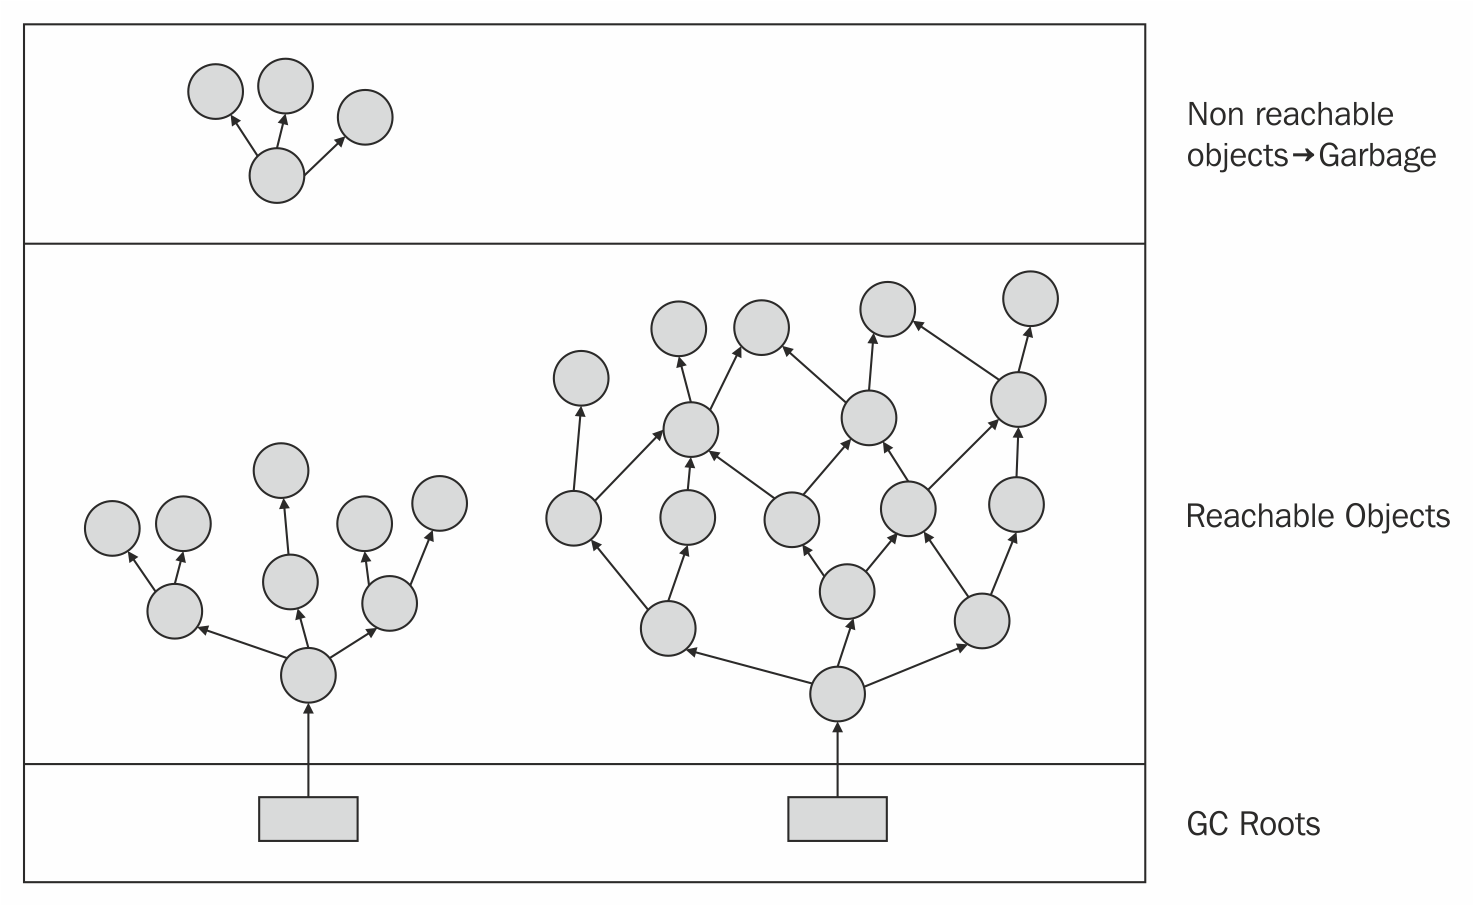 Non reachable
objects→Garbage
Reachable Objects
GC Roots